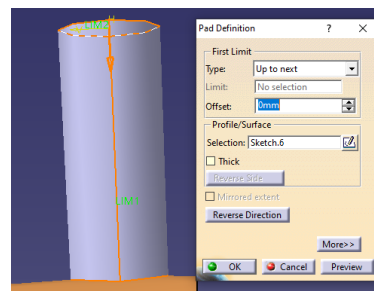 LIM2
LIM1
Pad Definition ? X
First Limit
Type: Up to next
Limit: No selection
Offset: 0mm
Profile/Surface
Selection: Sketch.6
Thick
Reverse Side
Mirrored extent
Reverse Direction
More>>
OK Cancel Preview